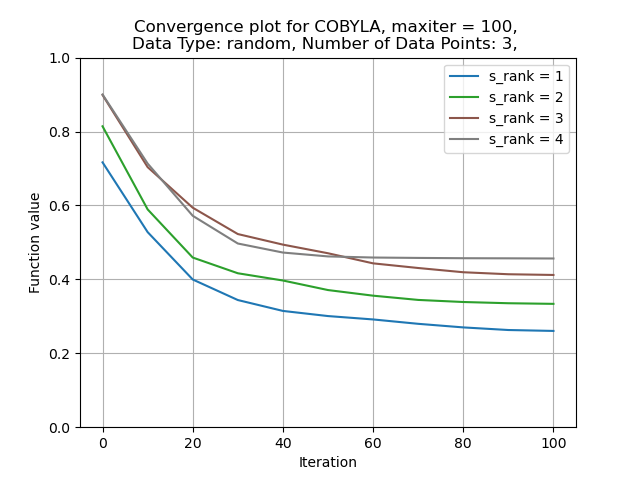 Convergence plot for COBYLA, maxiter = 100,
Data Type: random, Number of Data Points: 3,
1.0
0.8
0.6
0.4
0.2
0.0
Function value
s_rank = 1
s_rank = 2
s_rank = 3
s_rank = 4
0 20 40 60 80 100
Iteration